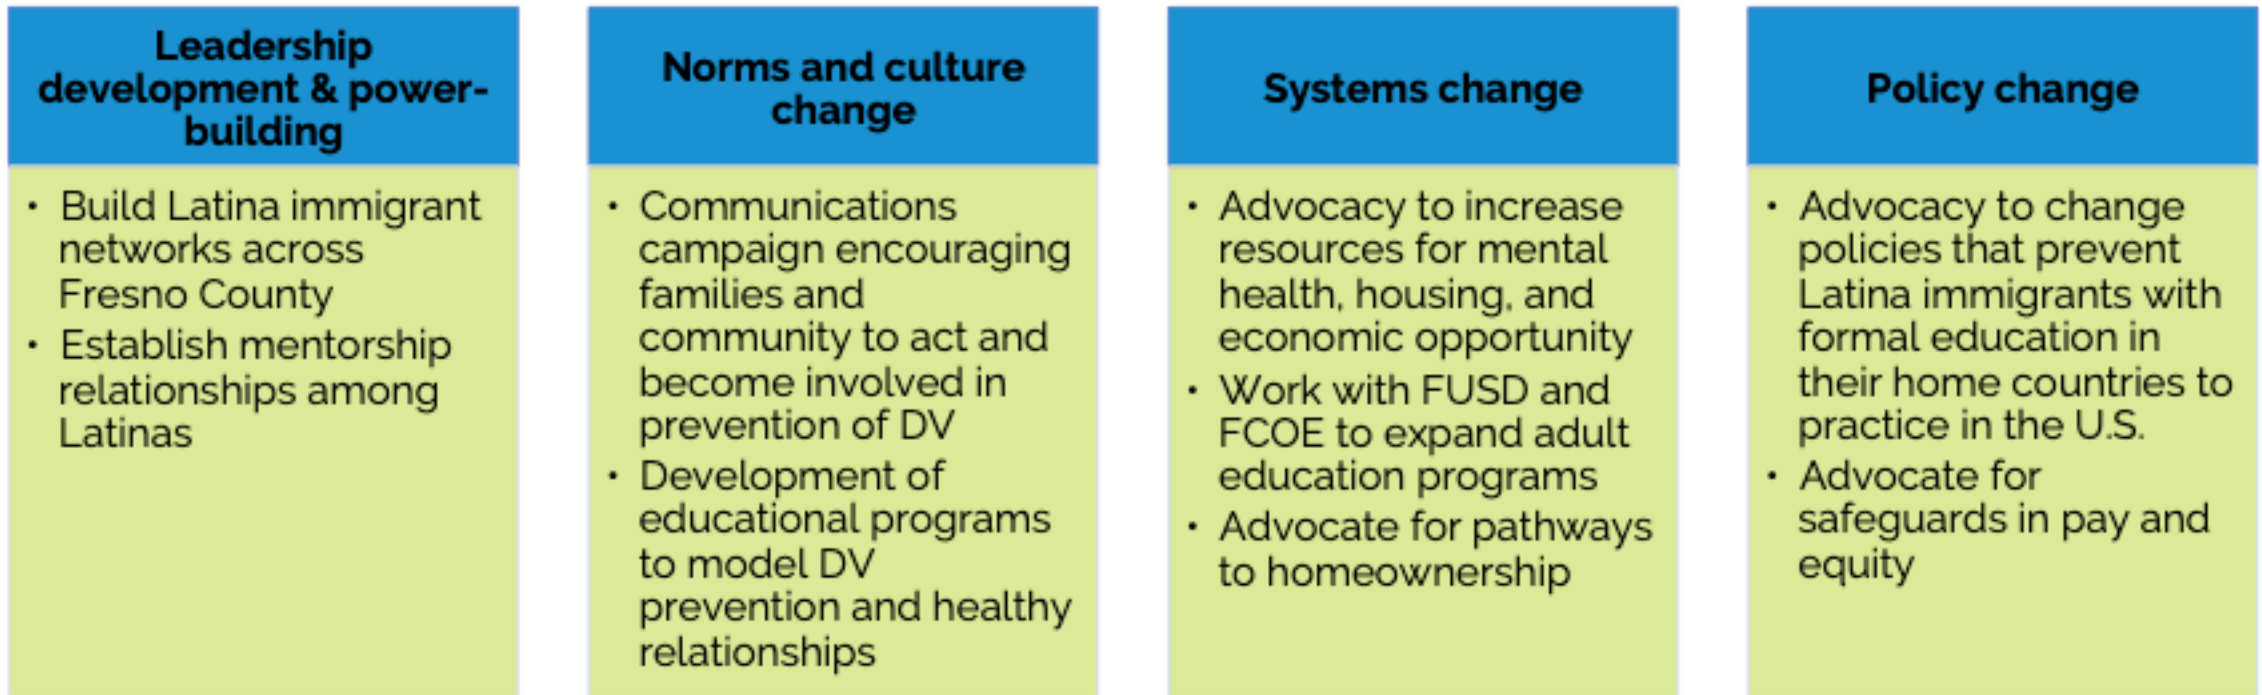 Leadership
development & power-
building
• Build Latina immigrant
networks across
Fresno County
• Establish mentorship
relationships among
Latinas
Norms and culture
change
• Communications
campaign encouraging
families and
community to act and
become involved in
prevention of DV
• Development of
educational programs
to model DV
prevention and healthy
relationships
Systems change
• Advocacy to increase
resources for mental
health, housing, and
economic opportunity
• Work with FUSD and
FCOE to expand adult
education programs
• Advocate for pathways
to homeownership
Policy change
• Advocacy to change
policies that prevent
Latina immigrants with
formal education in
their home countries to
practice in the U.S.
• Advocate for
safeguards in pay and
equity